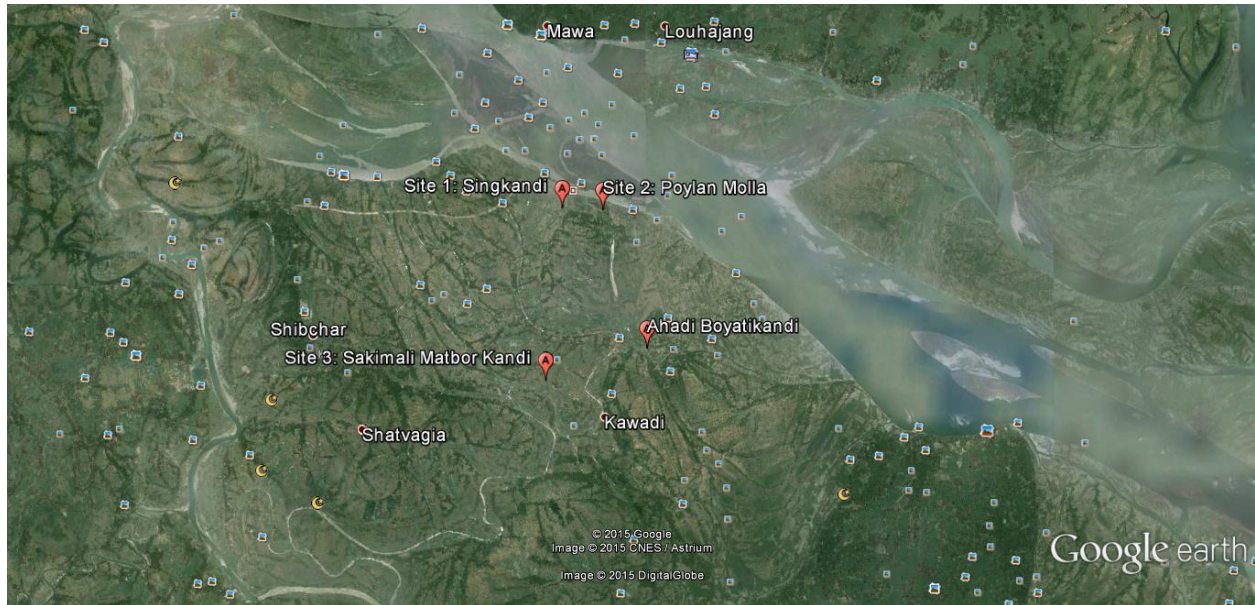 Mawa
Louhajang
Site 1: Singkandi
Site 2: Poylan Molla
Shibchar
Ahadi Boyatikandi
Site 3: Sakimali Matbor Kandi
Kawadi
Shatvagia
© 2015 Google
Image © 2015 CNES / Astrium
Image © 2015 DigitalGlobe
Google earth